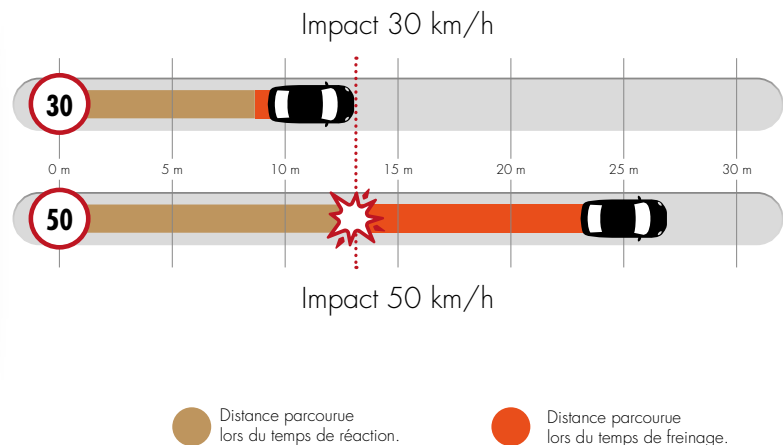 Impact 30 km/h
30
0 m 5 m 10 m 15 m 20 m 25 m 30 m
50
Impact 50 km/h
Distance parcourue
lors du temps de réaction.
Distance parcourue
lors du temps de freinage.